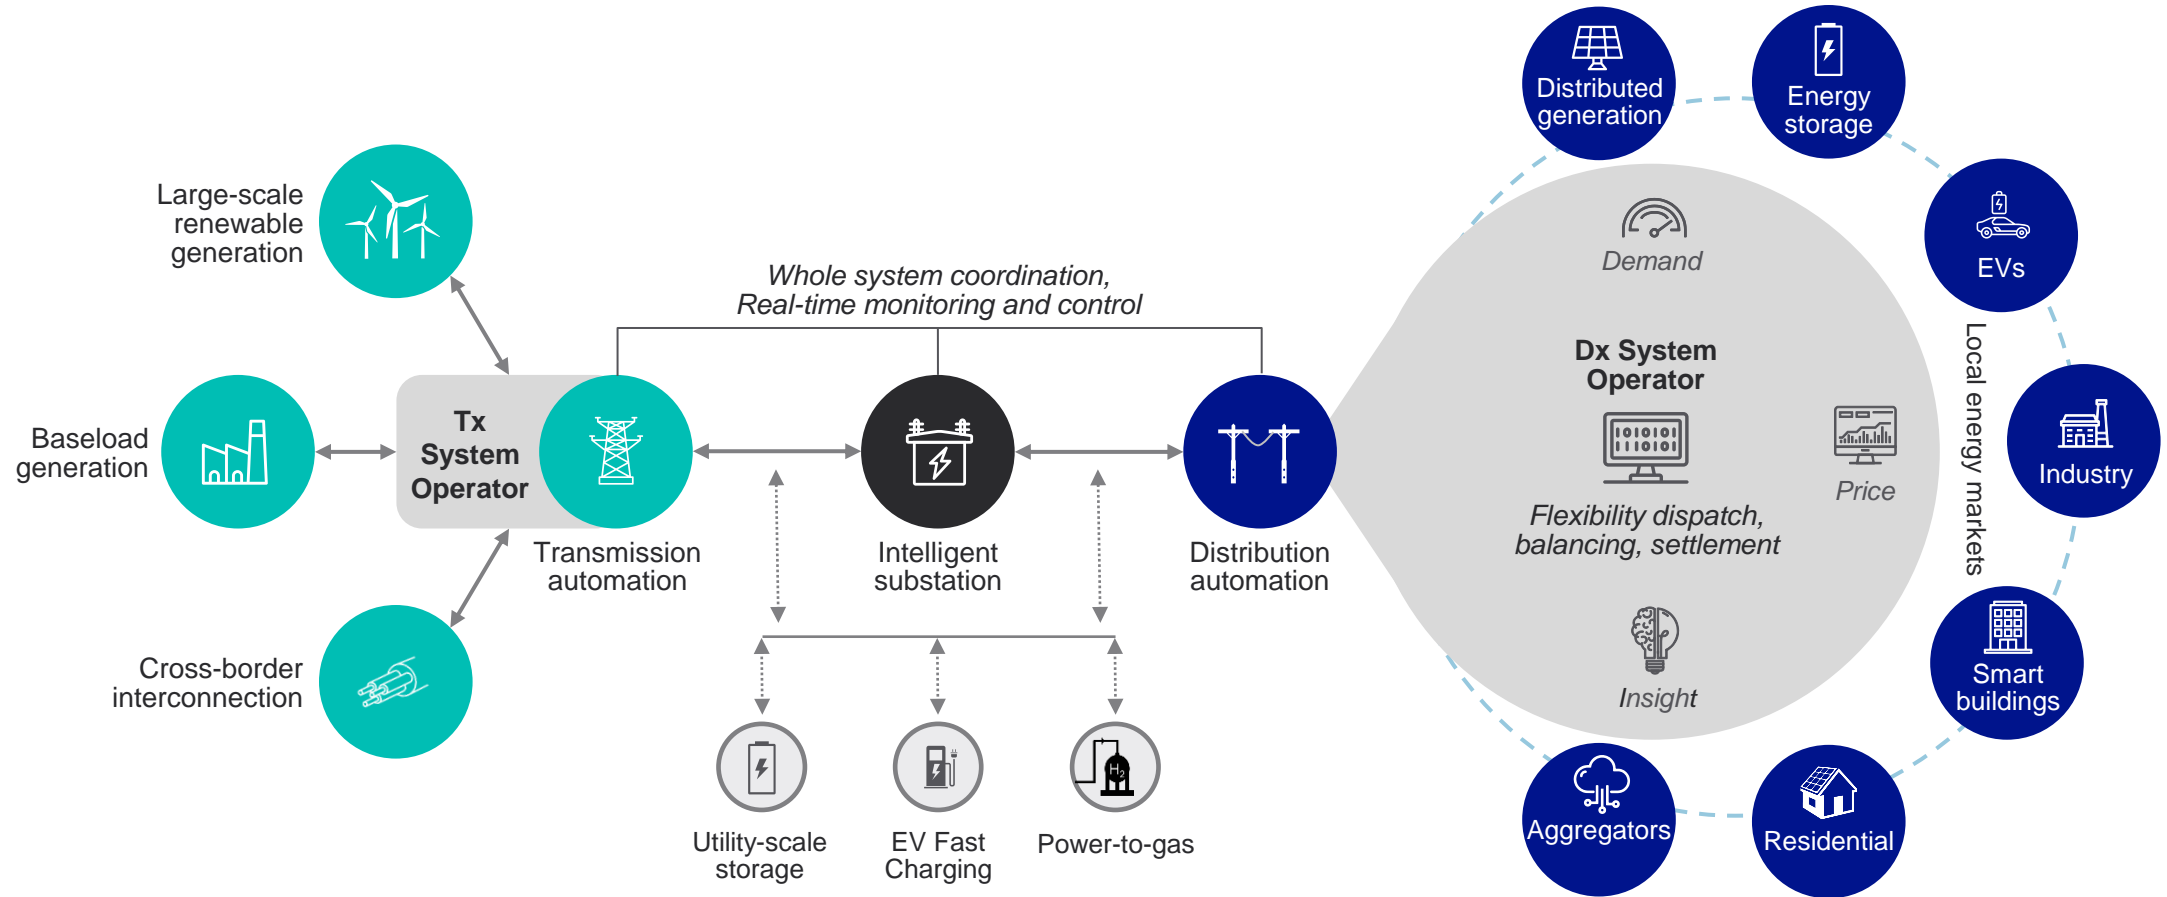 Large-scale
renewable
generation
Baseload
generation
Cross-border
interconnection
Tx
System
Operator
Whole system coordination,
Real-time monitoring and control
Transmission
automation
Intelligent
substation
Distribution
automation
Utility-scale
storage
EV Fast
Charging
H2
Power-to-gas
Demand
Dx System
Operator
1010101
1110101
Flexibility dispatch,
balancing, settlement
Price
Insight
Local energy markets
Distributed
generation
Energy
storage
EVs
Industry
Smart
buildings
Residential
Aggregators